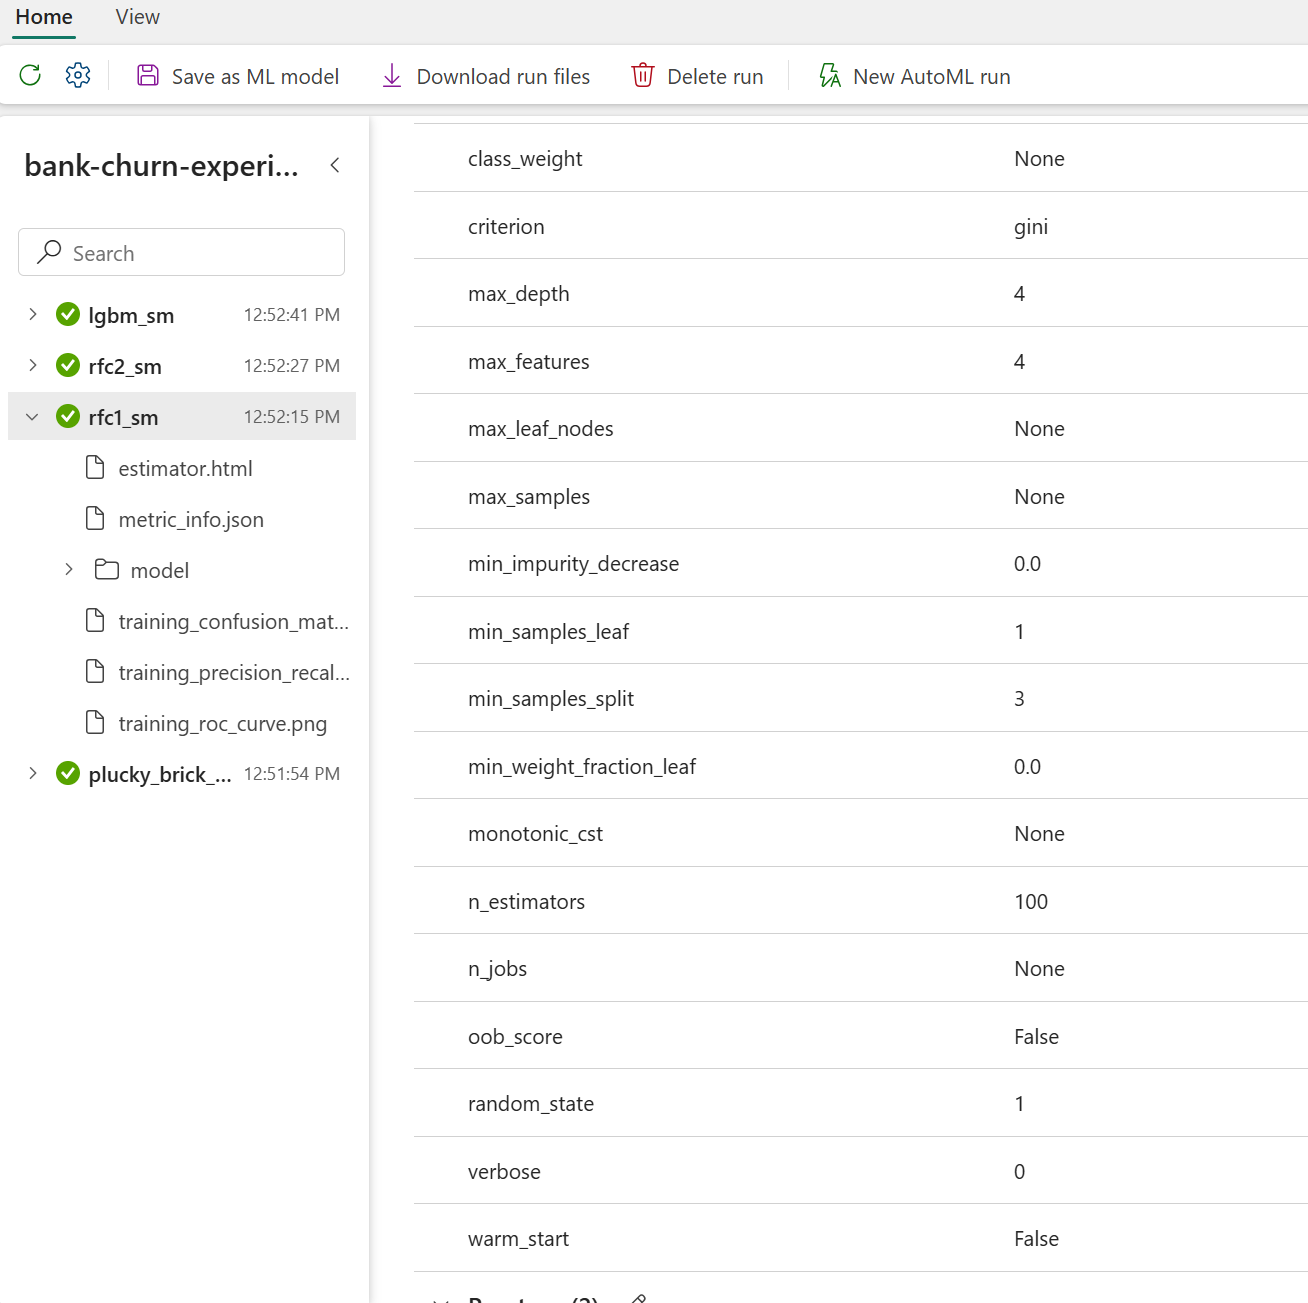 Home View
Save as ML model Download run files Delete run New AutoML run
bank-churn-experi...
Search
lgbm_sm 12:52:41 PM
rfc2_sm 12:52:27 PM
rfc1_sm 12:52:15 PM
estimator.html
metric_info.json
model
training_confusion_mat...
training_precision_recal...
training_roc_curve.png
plucky_brick_... 12:51:54 PM
class_weight None
criterion gini
max_depth 4
max_features 4
max_leaf_nodes None
max_samples None
min_impurity_decrease 0.0
min_samples_leaf 1
min_samples_split 3
min_weight_fraction_leaf 0.0
monotonic_cst None
n_estimators 100
n_jobs None
oob_score False
random_state 1
verbose 0
warm_start False